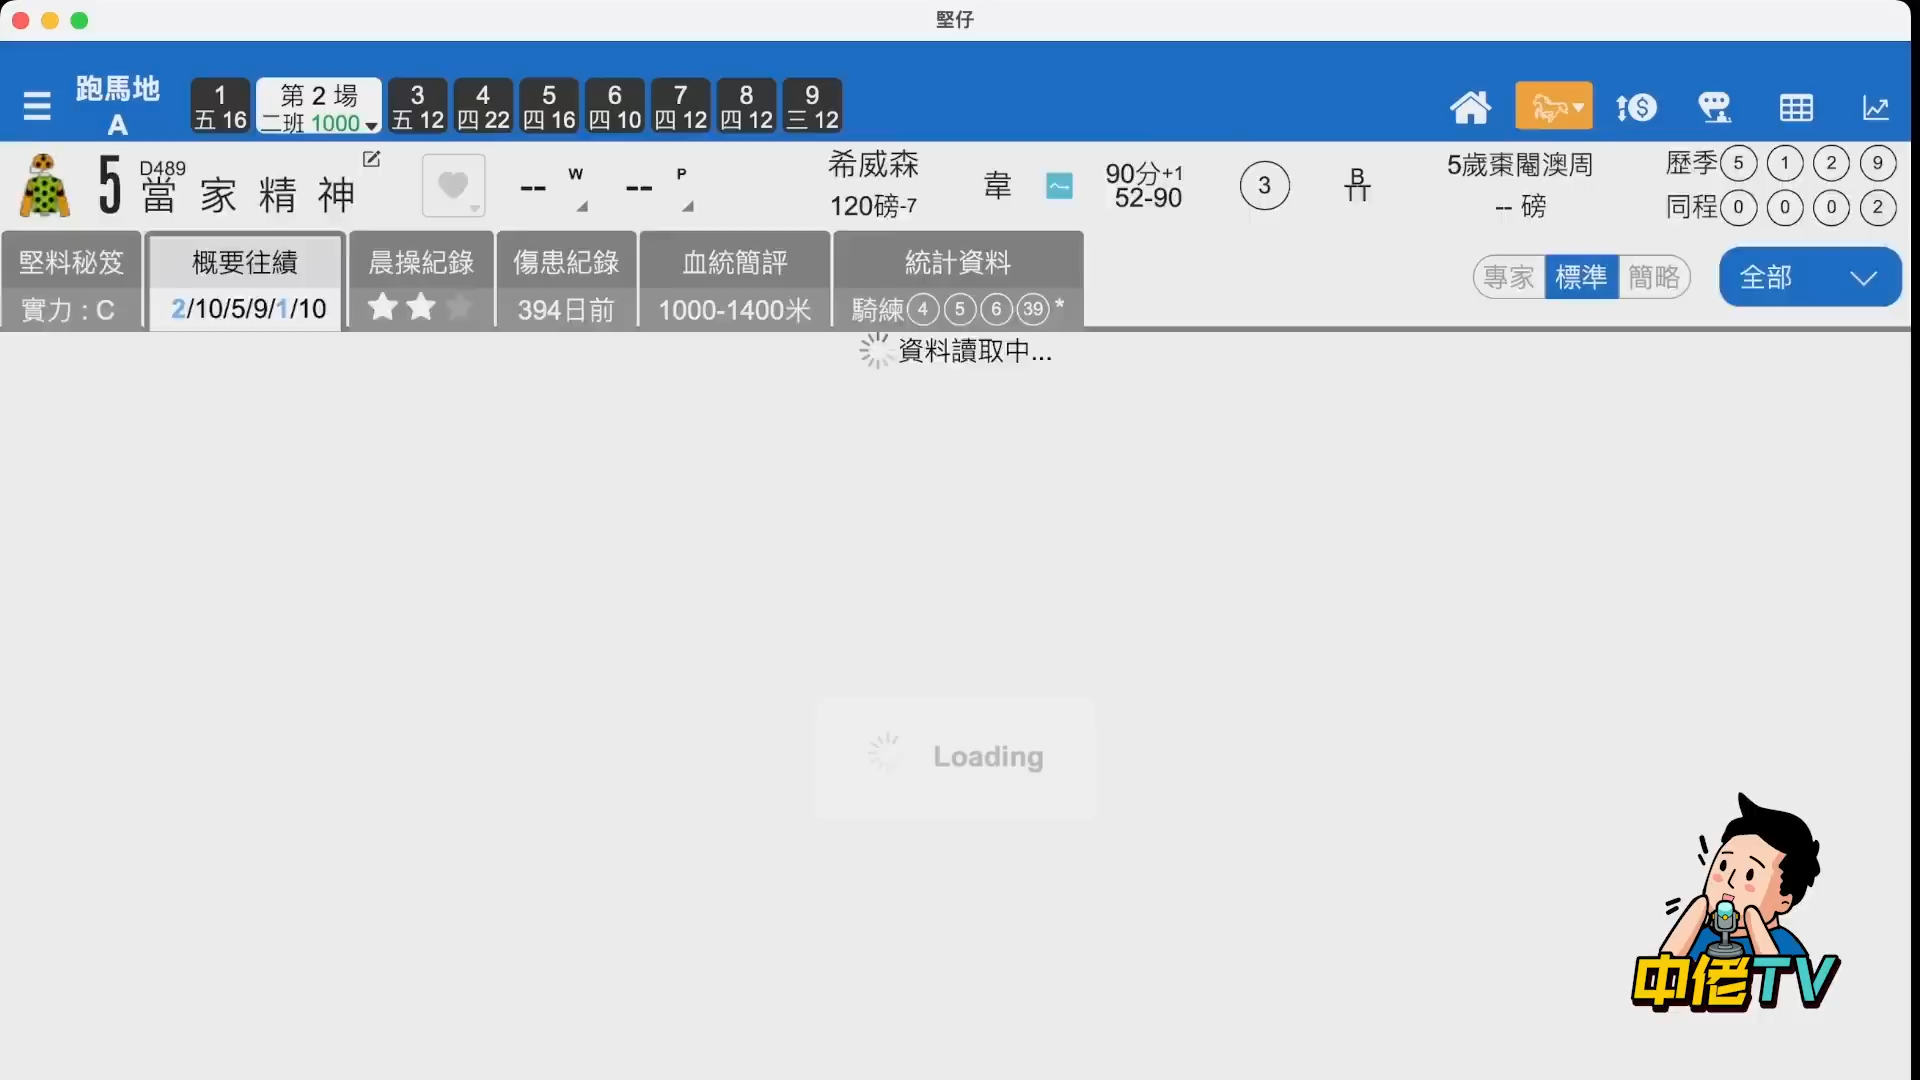 堅仔
跑馬地
A
1
五 16
第 2 場
二班 1000
3
五 12
4
四 22
5
四 16
6
四 10
7
四 12
8
四 12
9
三 12
5
D489
當家精神
-- W
-- P
希威森
120磅-7
韋
90分+1
52-90
3
B
5歲棗閹澳周
-- 磅
歷季 5 1 2 9
同程 0 0 0 2
堅料秘笈
實力 : C
概要往績
2/10/5/9/1/10
晨操紀錄
傷患紀錄
394日前
血統簡評
1000-1400米
統計資料
騎練 4 5 6 39 *
專家
標準
簡略
全部
資料讀取中...
Loading
中佬TV